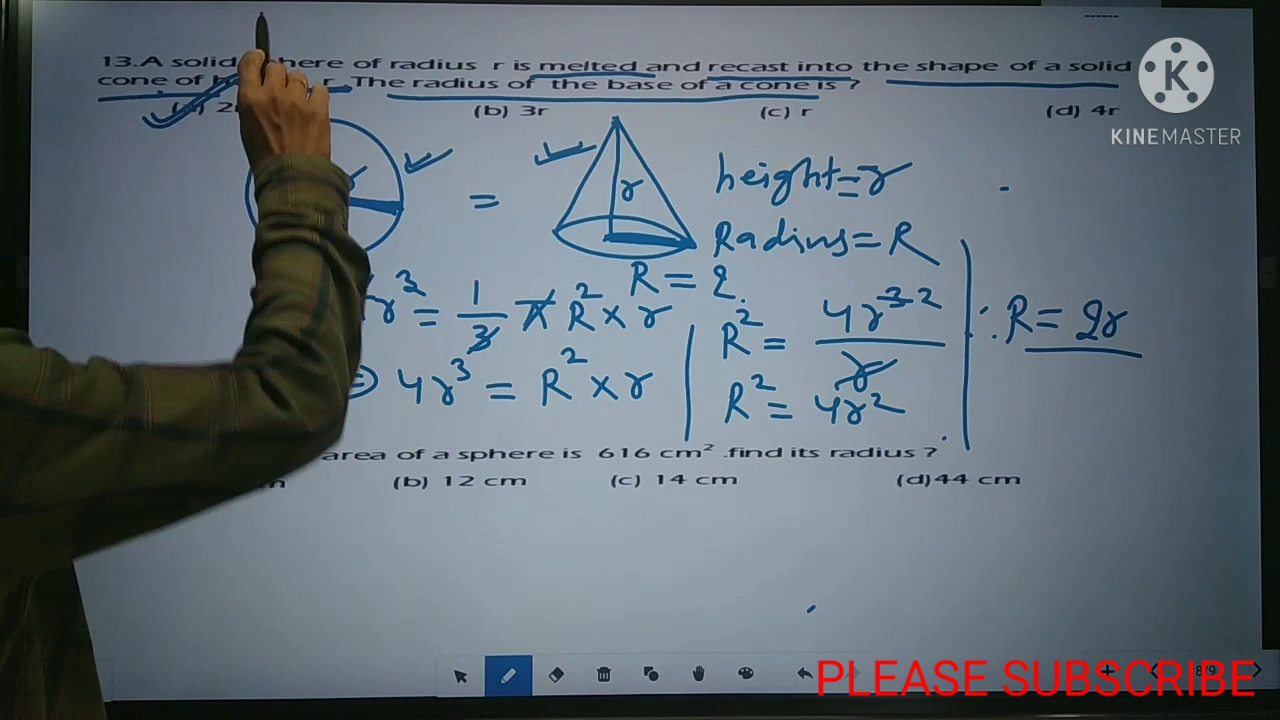 13.A solid here of radius r is melted and recast into the shape of a solid
cone of r .The radius of the base of a cone is ?
(b) 3r (c) r (d) 4r
K
KINEMASTER
r height=r
Radius=R
R = 2
r³ = 1/3 π R² × r
⇒ 4r³ = R² × r
R² = 4r³ ² / r
R² = 4r²
∴ R = 2r
area of a sphere is 616 cm² .find its radius ?
(b) 12 cm (c) 14 cm (d)44 cm
PLEASE SUBSCRIBE